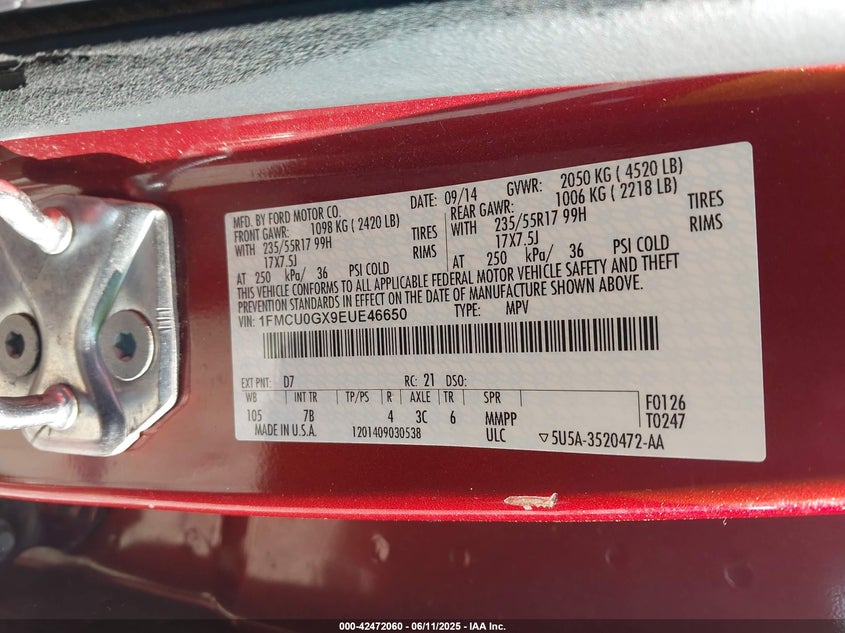 MFD. BY FORD MOTOR CO. DATE: 09/14 GVWR: 2050 KG ( 4520 LB)
FRONT GAWR: 1098 KG ( 2420 LB) REAR GAWR: 1006 KG ( 2218 LB)
WITH 235/55R17 99H TIRES WITH 235/55R17 99H TIRES
17X7.5J RIMS 17X7.5J RIMS
AT 250 kPa/ 36 PSI COLD AT 250 kPa/ 36 PSI COLD
THIS VEHICLE CONFORMS TO ALL APPLICABLE FEDERAL MOTOR VEHICLE SAFETY AND THEFT
PREVENTION STANDARDS IN EFFECT ON THE DATE OF MANUFACTURE SHOWN ABOVE.
VIN: 1FMCU0GX9EUE46650 TYPE: MPV
EXT PNT: D7 RC: 21 DSO:
WB INT TR TP/PS R AXLE TR SPR
105 7B 4 3C 6 MMPP F0126
T0247
MADE IN U.S.A. 1201409030538 ULC ▽5U5A-3520472-AA
000-42472060 - 06/11/2025 - IAA Inc.